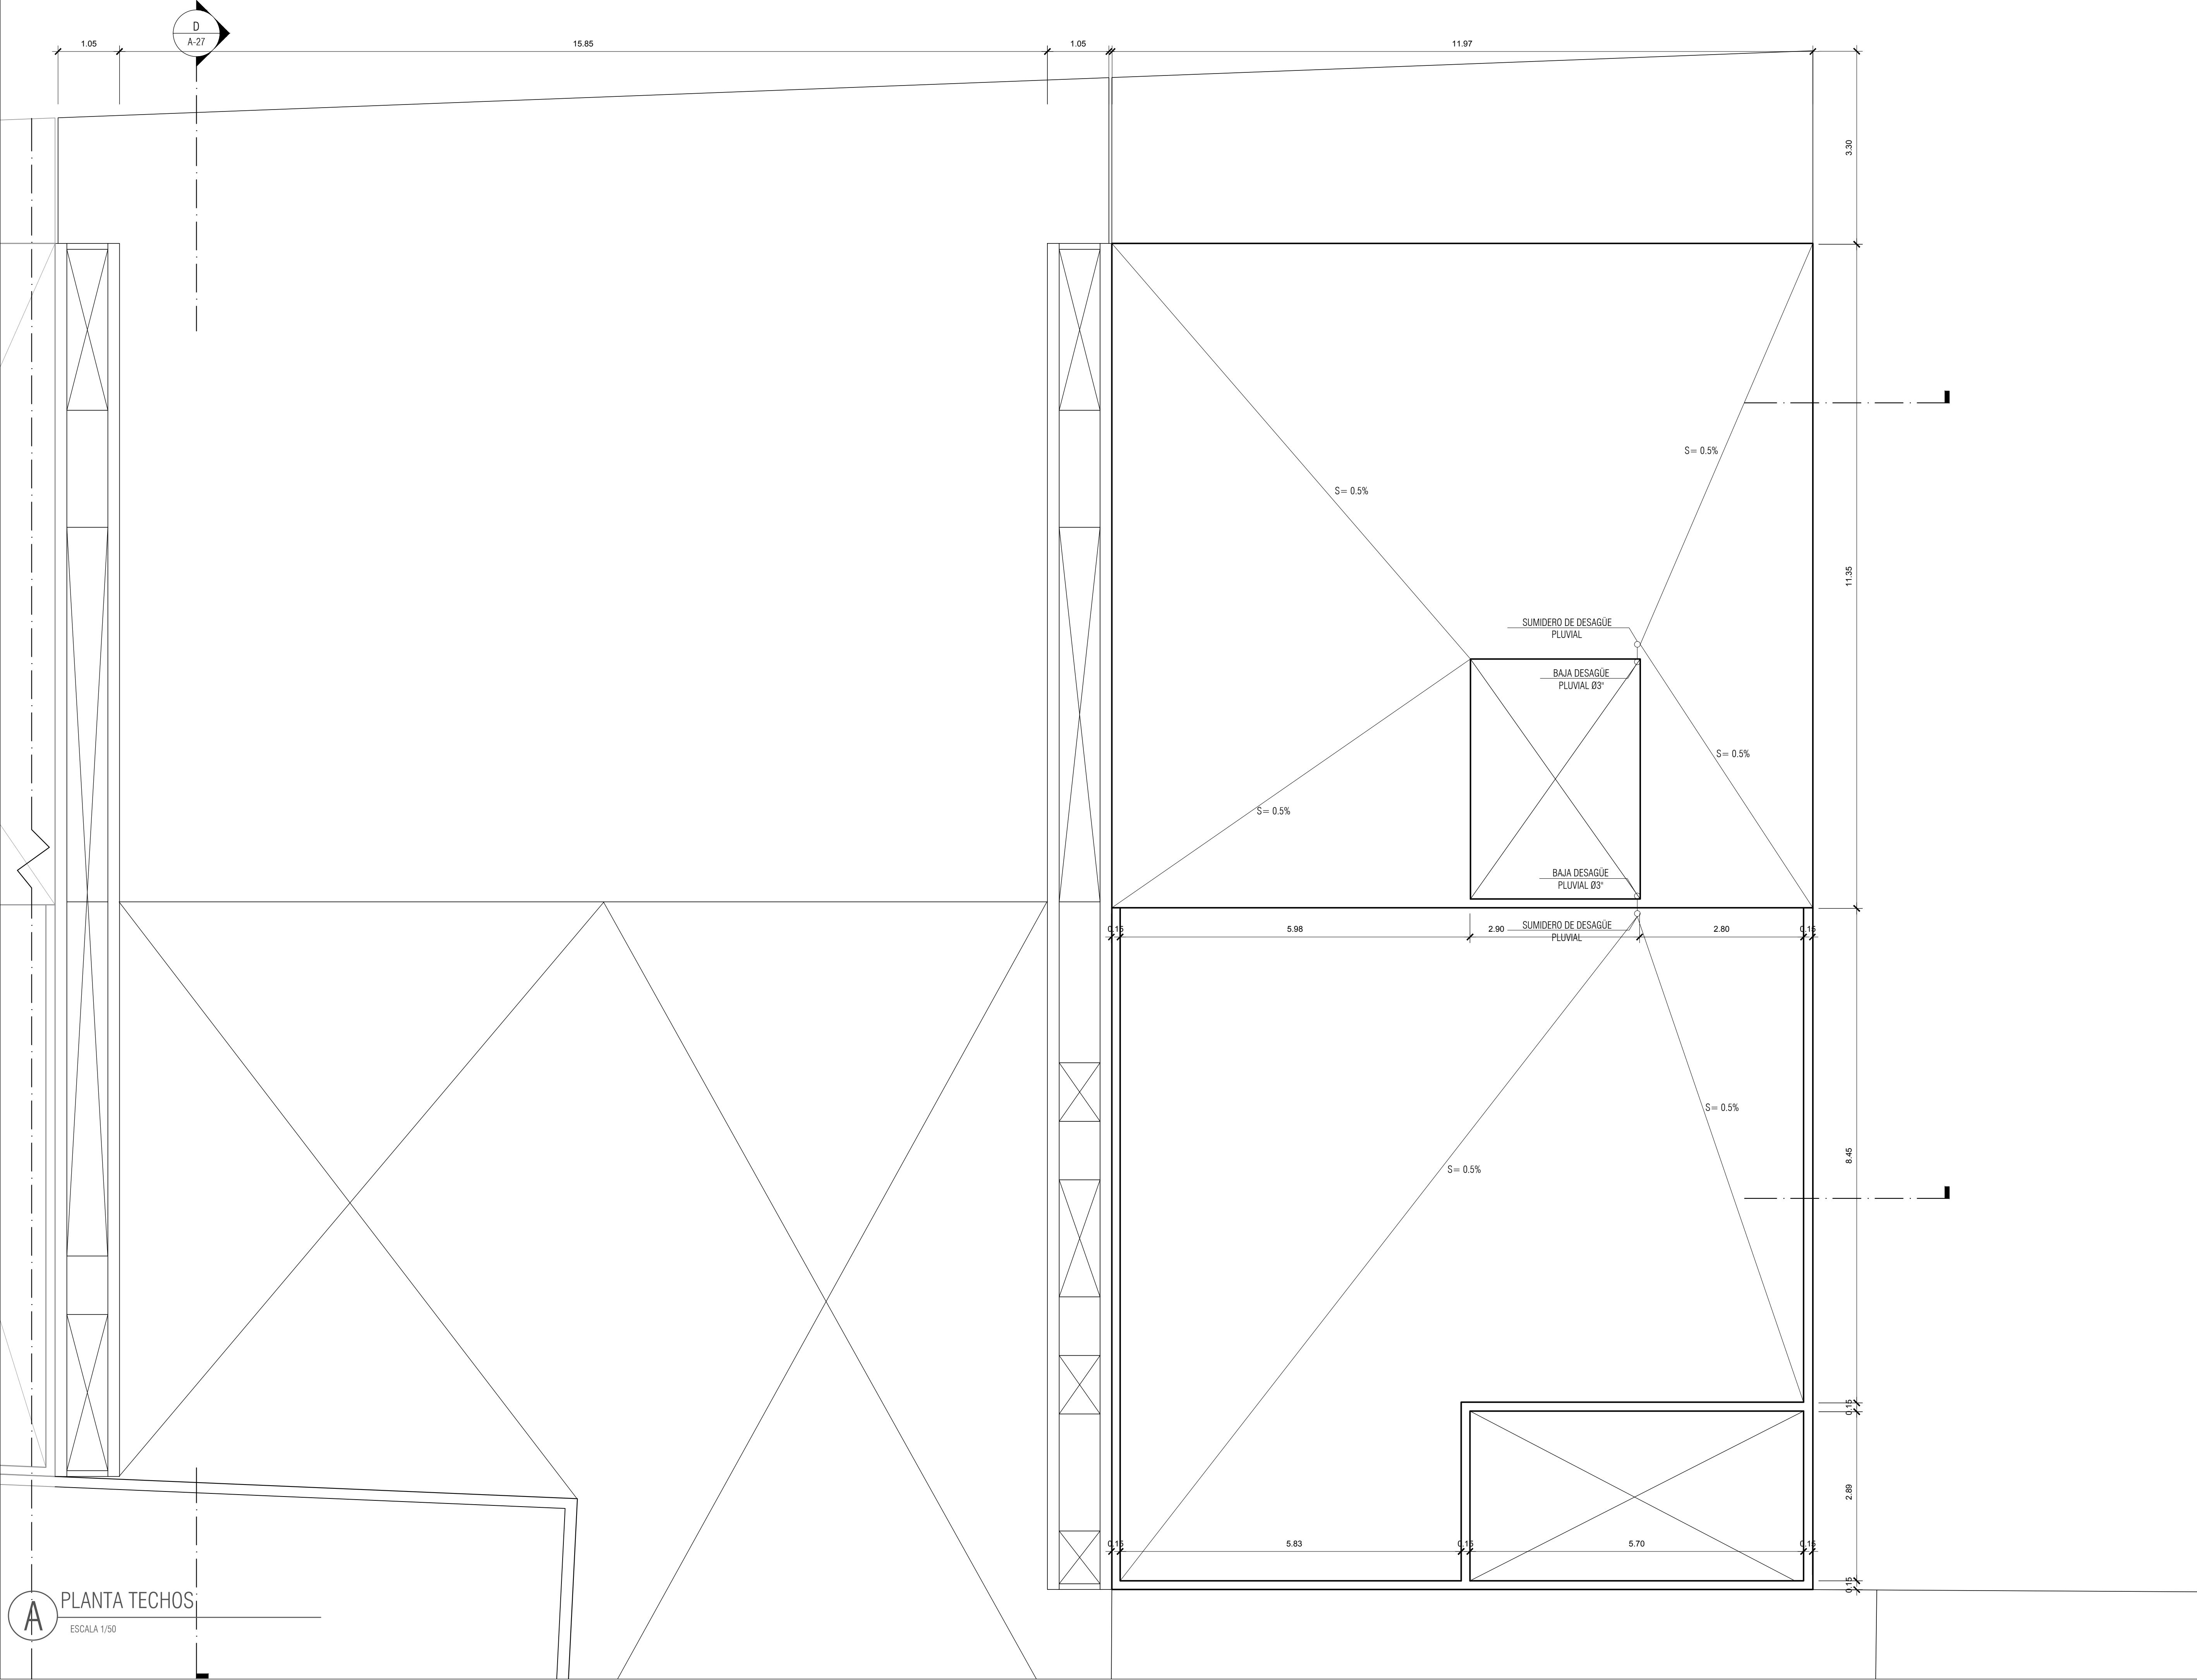 D
A-27
1.05
15.85
1.05
11.97
3.30
S= 0.5%
S= 0.5%
11.35
SUMIDERO DE DESAGÜE
PLUVIAL
BAJA DESAGÜE
PLUVIAL Ø3"
S= 0.5%
S= 0.5%
BAJA DESAGÜE
PLUVIAL Ø3"
SUMIDERO DE DESAGÜE
PLUVIAL
0.15
5.98
2.90
2.80
0.15
S= 0.5%
8.45
S= 0.5%
0.15
2.89
0.15
5.83
0.15
5.70
0.15
0.15
A
PLANTA TECHOS
ESCALA 1/50